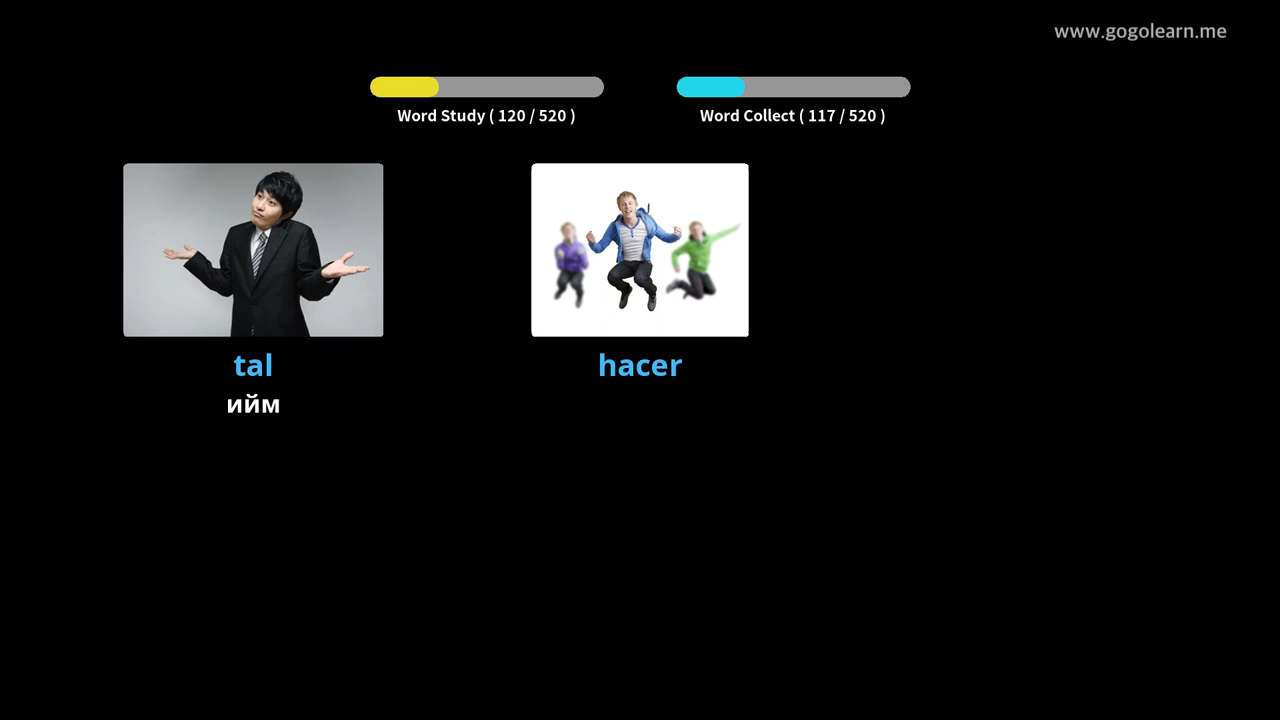 www.gogolearn.me
Word Study ( 120 / 520 )
Word Collect ( 117 / 520 )
tal
ийм
hacer